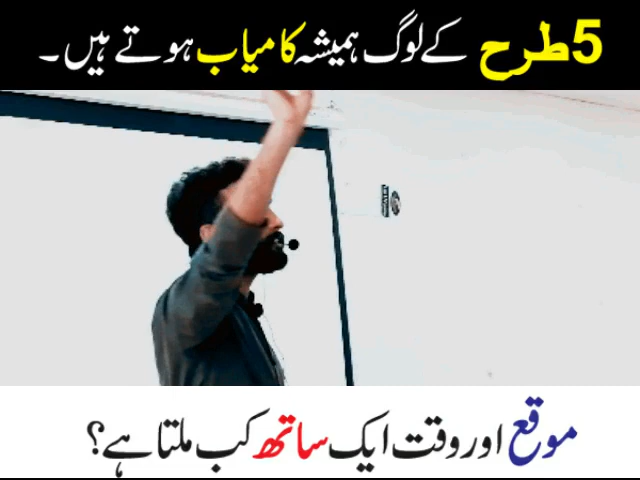 5 طرح کے لوگ ہمیشہ کامیاب ہوتے ہیں۔
موقع اور وقت ایک ساتھ کب ملتا ہے؟